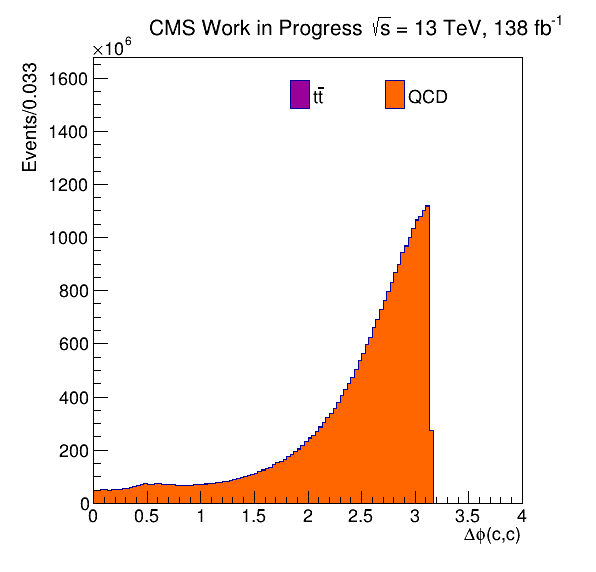 CMS Work in Progress √s = 13 TeV, 138 fb⁻¹
×10⁶
Events/0.033
tt̄
QCD
1600
1400
1200
1000
800
600
400
200
0
0 0.5 1 1.5 2 2.5 3 3.5 4
Δϕ(c,c)